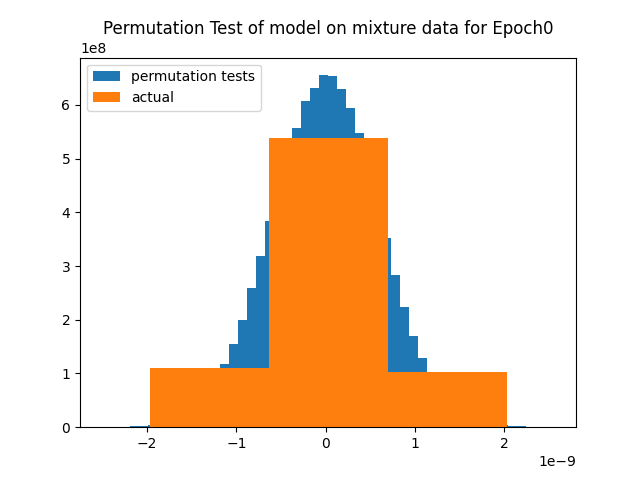 Permutation Test of model on mixture data for Epoch0
1e8
permutation tests
actual
6
5
4
3
2
1
0
−2 −1 0 1 2
1e−9